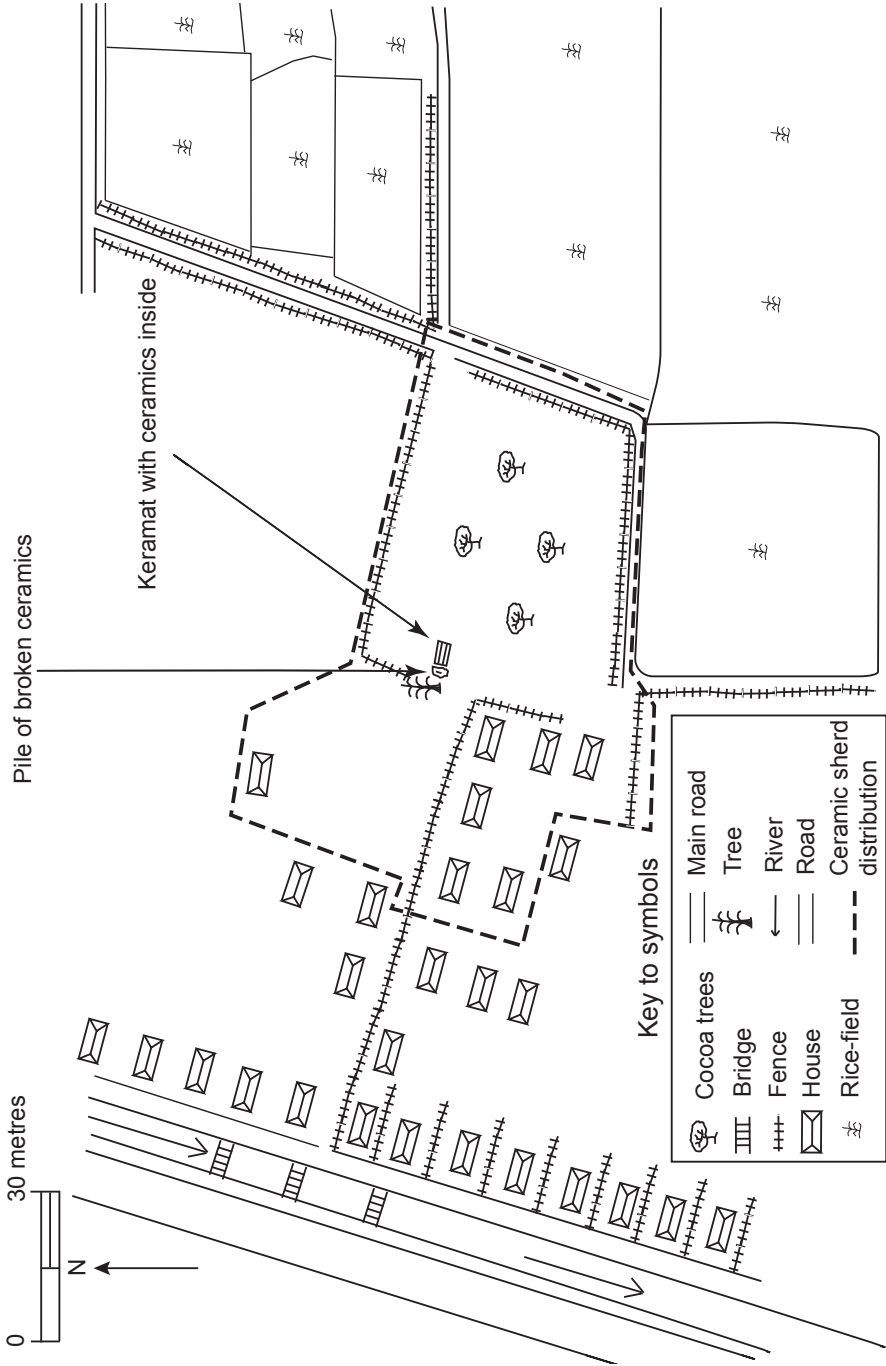 Pile of broken ceramics
Keramat with ceramics inside
0
30 metres
N
Key to symbols
Cocoa trees
Bridge
Fence
House
Rice-field
Main road
Tree
River
Road
Ceramic sherd
distribution